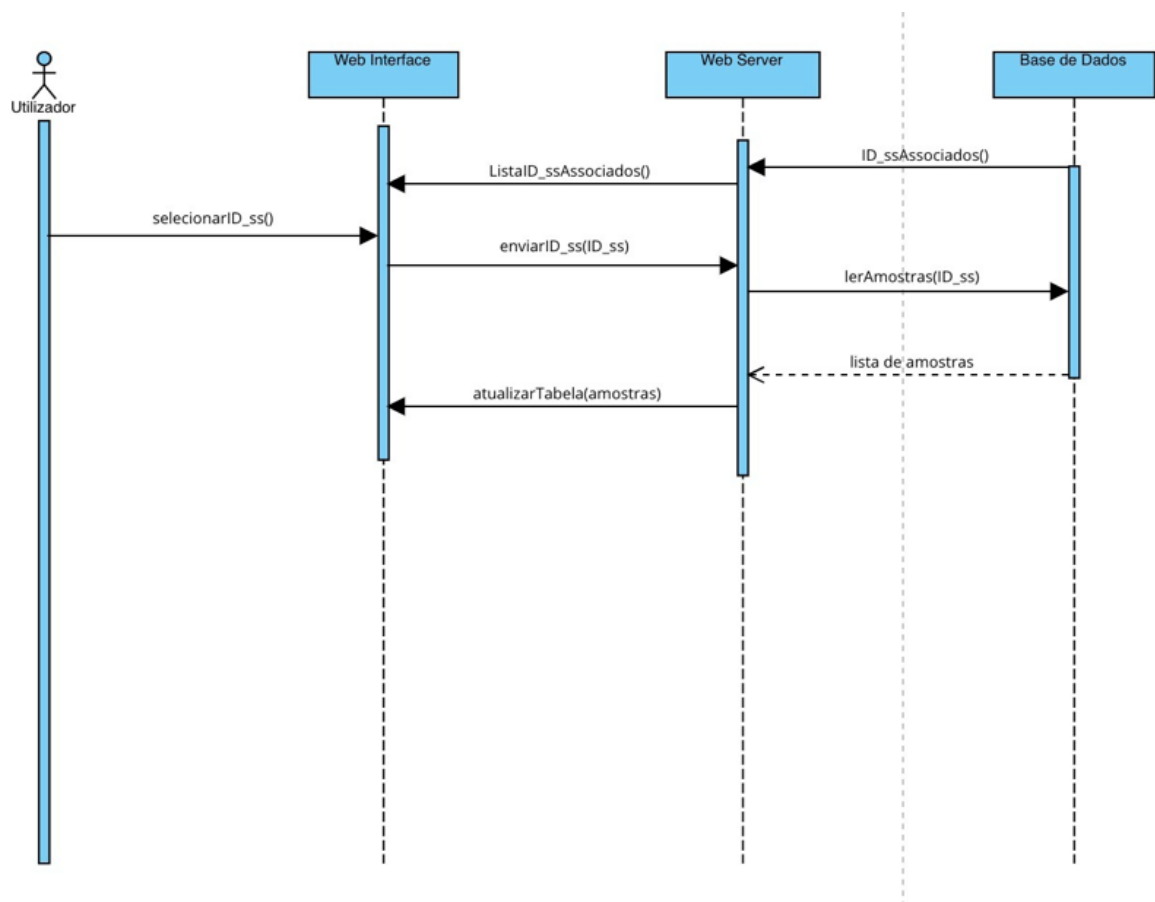 Web Interface
Web Server
Base de Dados
Utilizador
ID_ssAssociados()
ListaID_ssAssociados()
selecionarID_ss()
enviarID_ss(ID_ss)
lerAmostras(ID_ss)
lista de amostras
atualizarTabela(amostras)